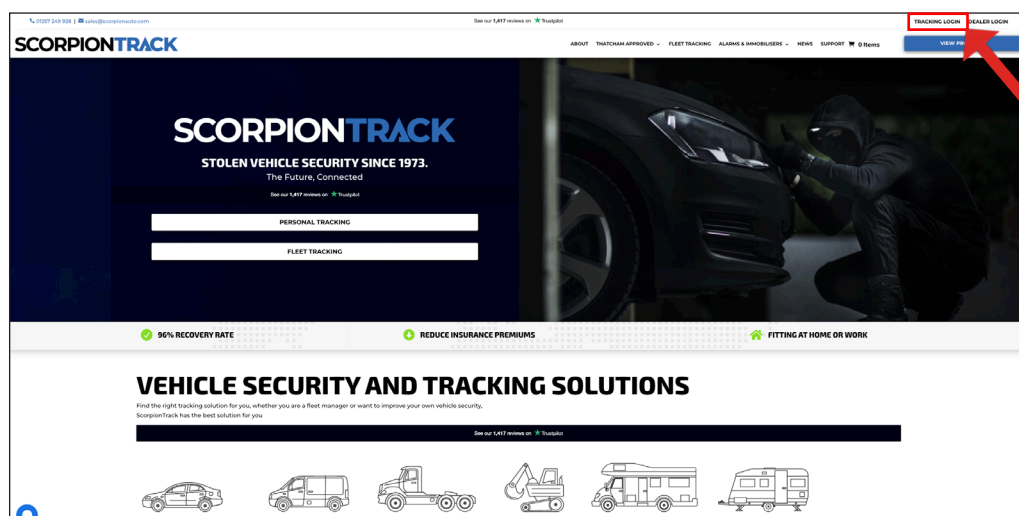 01257 249 928 | sales@scorpionauto.com
See our 1,417 reviews on Trustpilot
TRACKING LOGIN DEALER LOGIN
SCORPIONTRACK
ABOUT THATCHAM APPROVED FLEET TRACKING ALARMS & IMMOBILISERS NEWS SUPPORT 0 Items
VIEW
SCORPIONTRACK
STOLEN VEHICLE SECURITY SINCE 1973.
The Future, Connected
See our 1,417 reviews on Trustpilot
PERSONAL TRACKING
FLEET TRACKING
96% RECOVERY RATE
REDUCE INSURANCE PREMIUMS
FITTING AT HOME OR WORK
VEHICLE SECURITY AND TRACKING SOLUTIONS
Find the right tracking solution for you, whether you are a fleet manager or want to improve your own vehicle security,
ScorpionTrack has the best solution for you
See our 1,417 reviews on Trustpilot